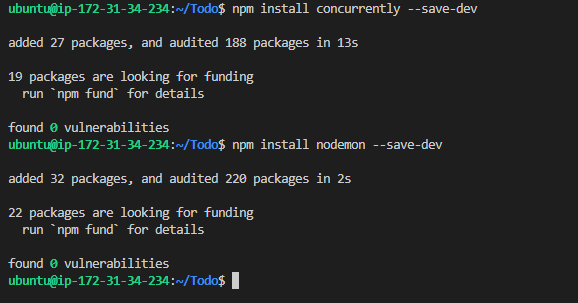 ubuntu@ip-172-31-34-234:~/Todo$ npm install concurrently --save-dev
added 27 packages, and audited 188 packages in 13s
19 packages are looking for funding
  run `npm fund` for details
found 0 vulnerabilities
ubuntu@ip-172-31-34-234:~/Todo$ npm install nodemon --save-dev
added 32 packages, and audited 220 packages in 2s
22 packages are looking for funding
  run `npm fund` for details
found 0 vulnerabilities
ubuntu@ip-172-31-34-234:~/Todo$